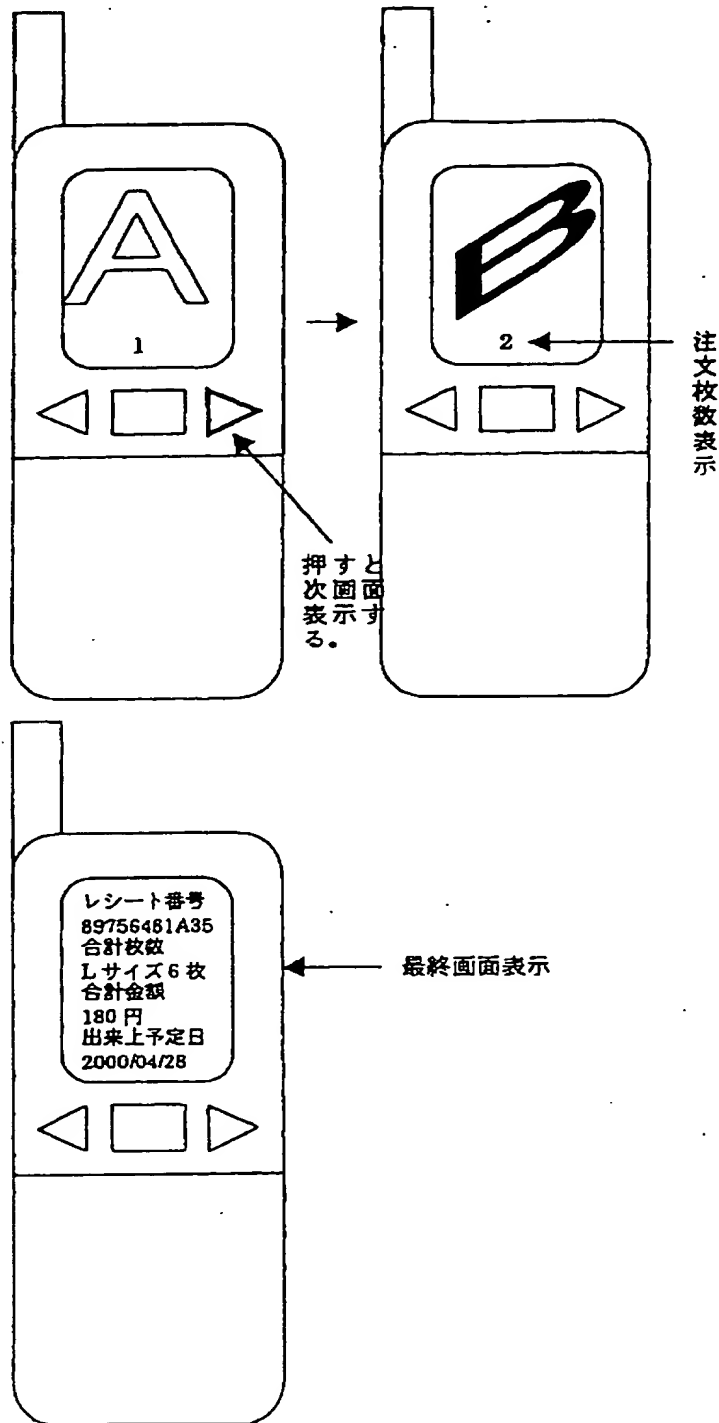 A
1
B
2
注文枚数表示
押すと
次画面
表示す
る。
レシート番号
89756481A35
合計枚数
Lサイズ6枚
合計金額
180円
出来上予定日
2000/04/28
最終画面表示